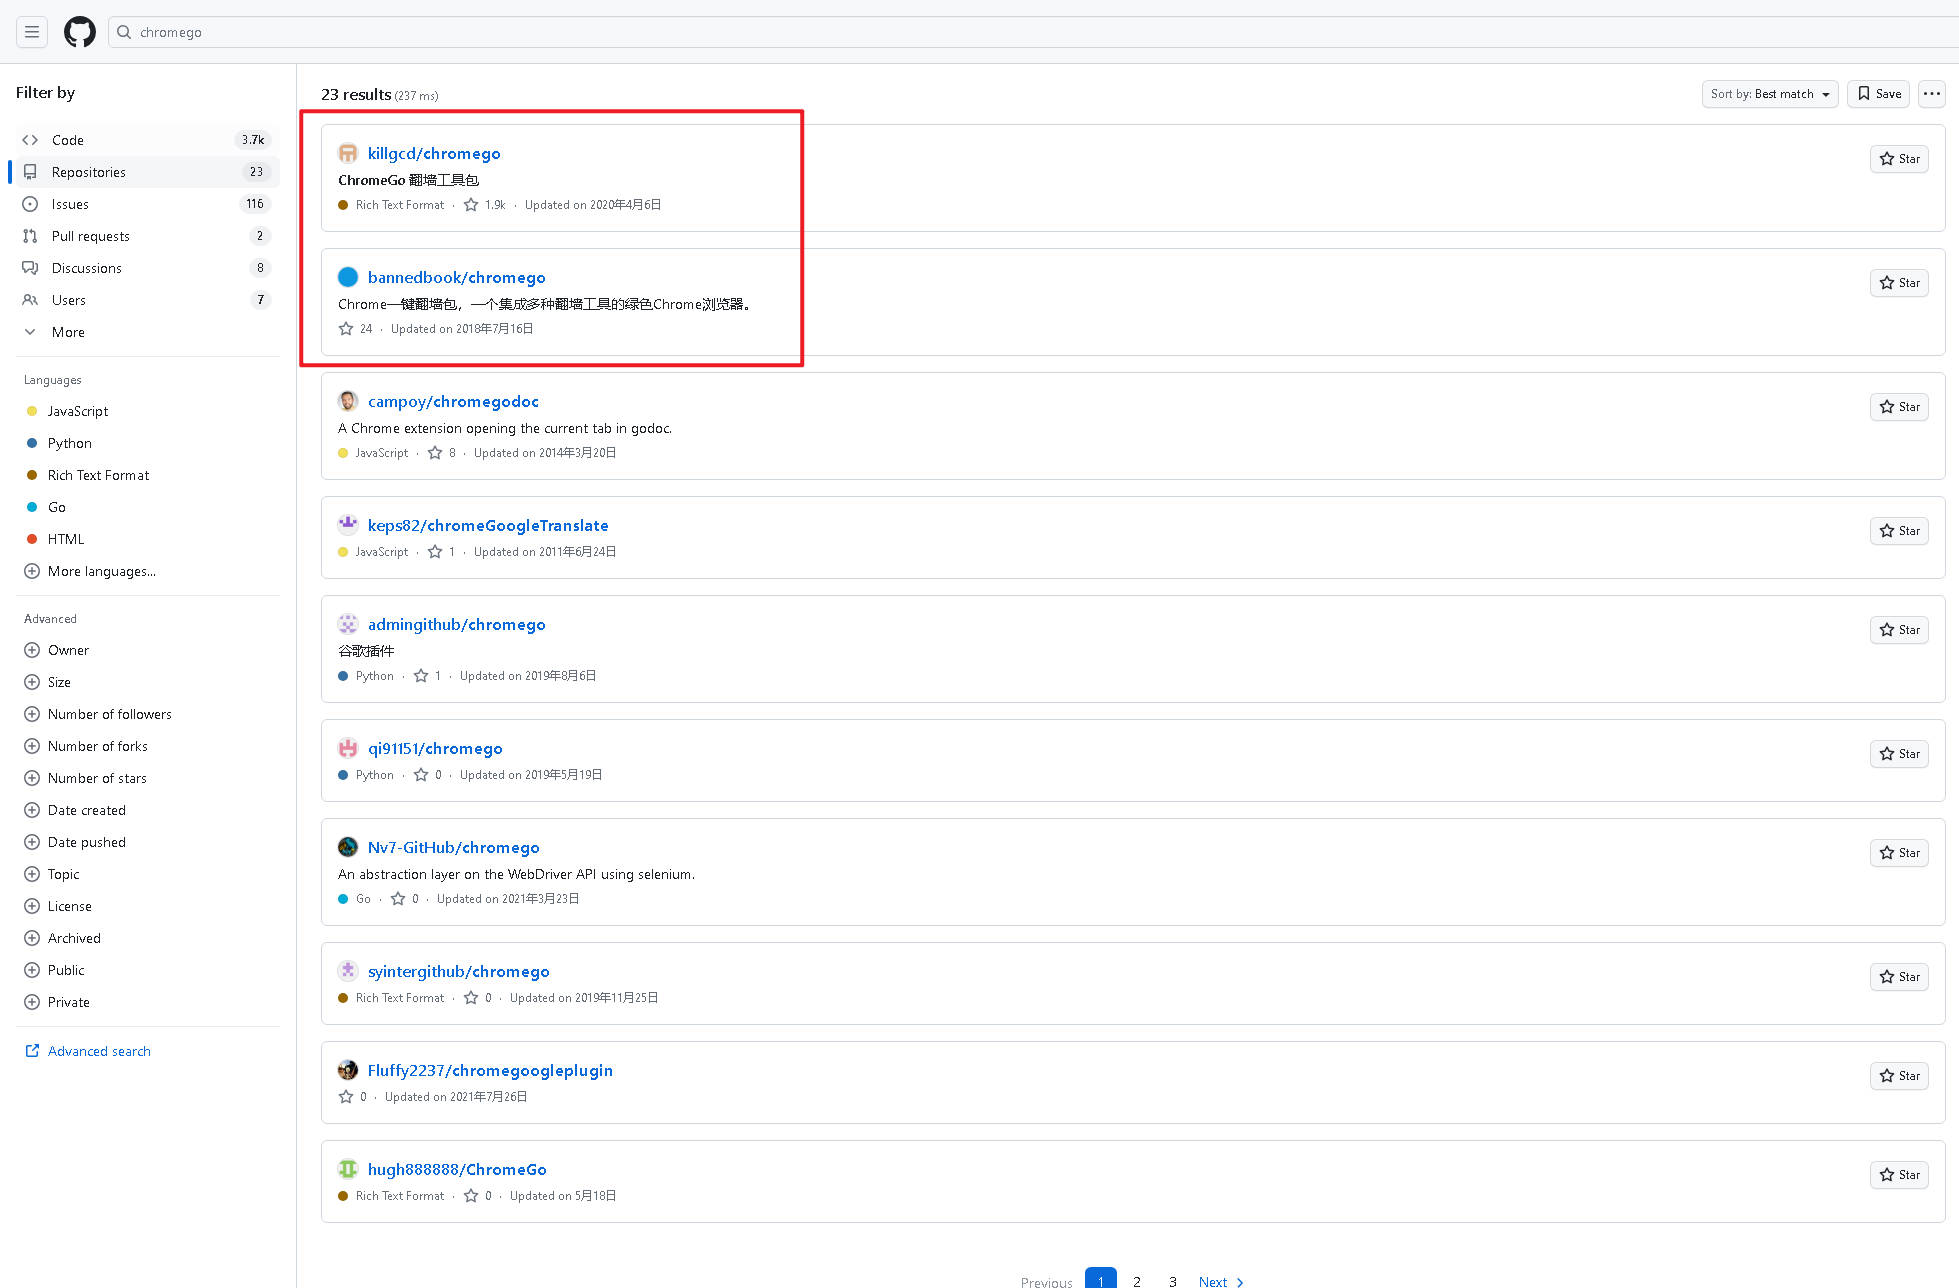 chromego
Filter by
Code 3.7k
Repositories 23
Issues 116
Pull requests 2
Discussions 8
Users 7
More
Languages
JavaScript
Python
Rich Text Format
Go
HTML
More languages...
Advanced
Owner
Size
Number of followers
Number of forks
Number of stars
Date created
Date pushed
Topic
License
Archived
Public
Private
Advanced search
23 results (237 ms)
Sort by: Best match Save
killgcd/chromego
Star
ChromeGo 翻墙工具包
Rich Text Format · 1.9k · Updated on 2020年4月6日
bannedbook/chromego
Star
Chrome一键翻墙包，一个集成多种翻墙工具的绿色Chrome浏览器。
24 · Updated on 2018年7月16日
campoy/chromegodoc
Star
A Chrome extension opening the current tab in godoc.
JavaScript · 8 · Updated on 2014年3月20日
keps82/chromeGoogleTranslate
Star
JavaScript · 1 · Updated on 2011年6月24日
admingithub/chromego
Star
谷歌插件
Python · 1 · Updated on 2019年8月6日
qi91151/chromego
Star
Python · 0 · Updated on 2019年5月19日
Nv7-GitHub/chromego
Star
An abstraction layer on the WebDriver API using selenium.
Go · 0 · Updated on 2021年3月23日
syintergithub/chromego
Star
Rich Text Format · 0 · Updated on 2019年11月25日
Fluffy2237/chromegoogleplugin
Star
0 · Updated on 2021年7月26日
hugh888888/ChromeGo
Star
Rich Text Format · 0 · Updated on 5月18日
Previous 1 2 3 Next